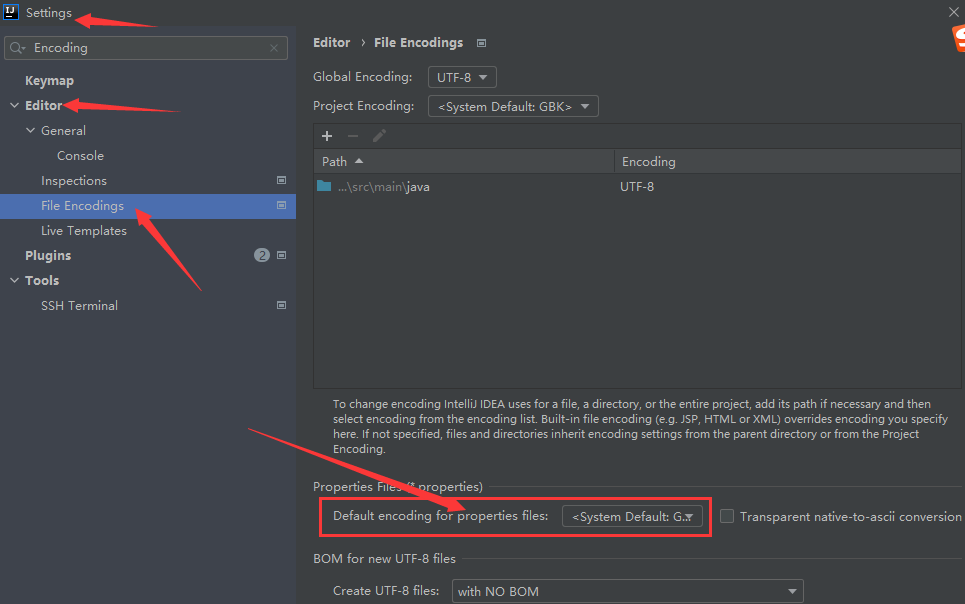 Settings
Encoding
Keymap
Editor
General
Console
Inspections
File Encodings
Live Templates
Plugins
2
Tools
SSH Terminal
Editor › File Encodings
Global Encoding: UTF-8
Project Encoding: <System Default: GBK>
Path Encoding
...\src\main\java UTF-8
To change encoding IntelliJ IDEA uses for a file, a directory, or the entire project, add its path if necessary and then
select encoding from the encoding list. Built-in file encoding (e.g. JSP, HTML or XML) overrides encoding you specify
here. If not specified, files and directories inherit encoding settings from the parent directory or from the Project
Encoding.
Properties Files (*.properties)
Default encoding for properties files: <System Default: G... Transparent native-to-ascii conversion
BOM for new UTF-8 files
Create UTF-8 files: with NO BOM